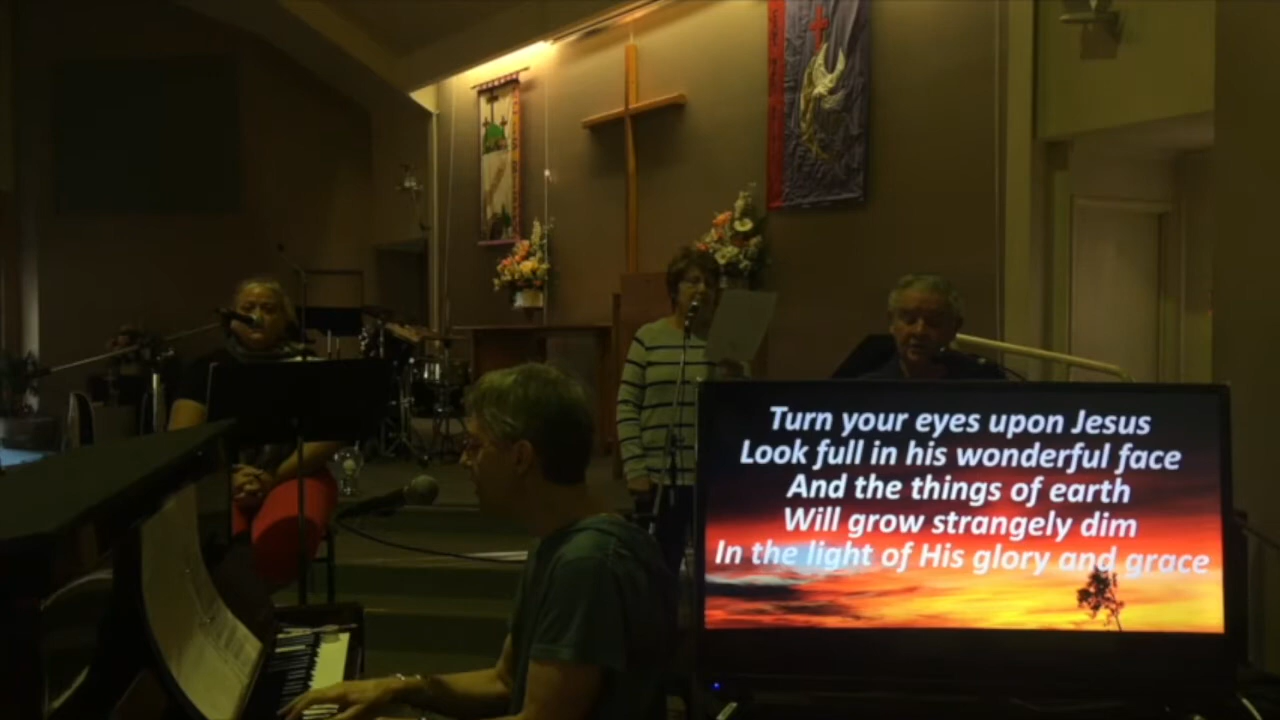 Turn your eyes upon Jesus
Look full in his wonderful face
And the things of earth
Will grow strangely dim
In the light of His glory and grace